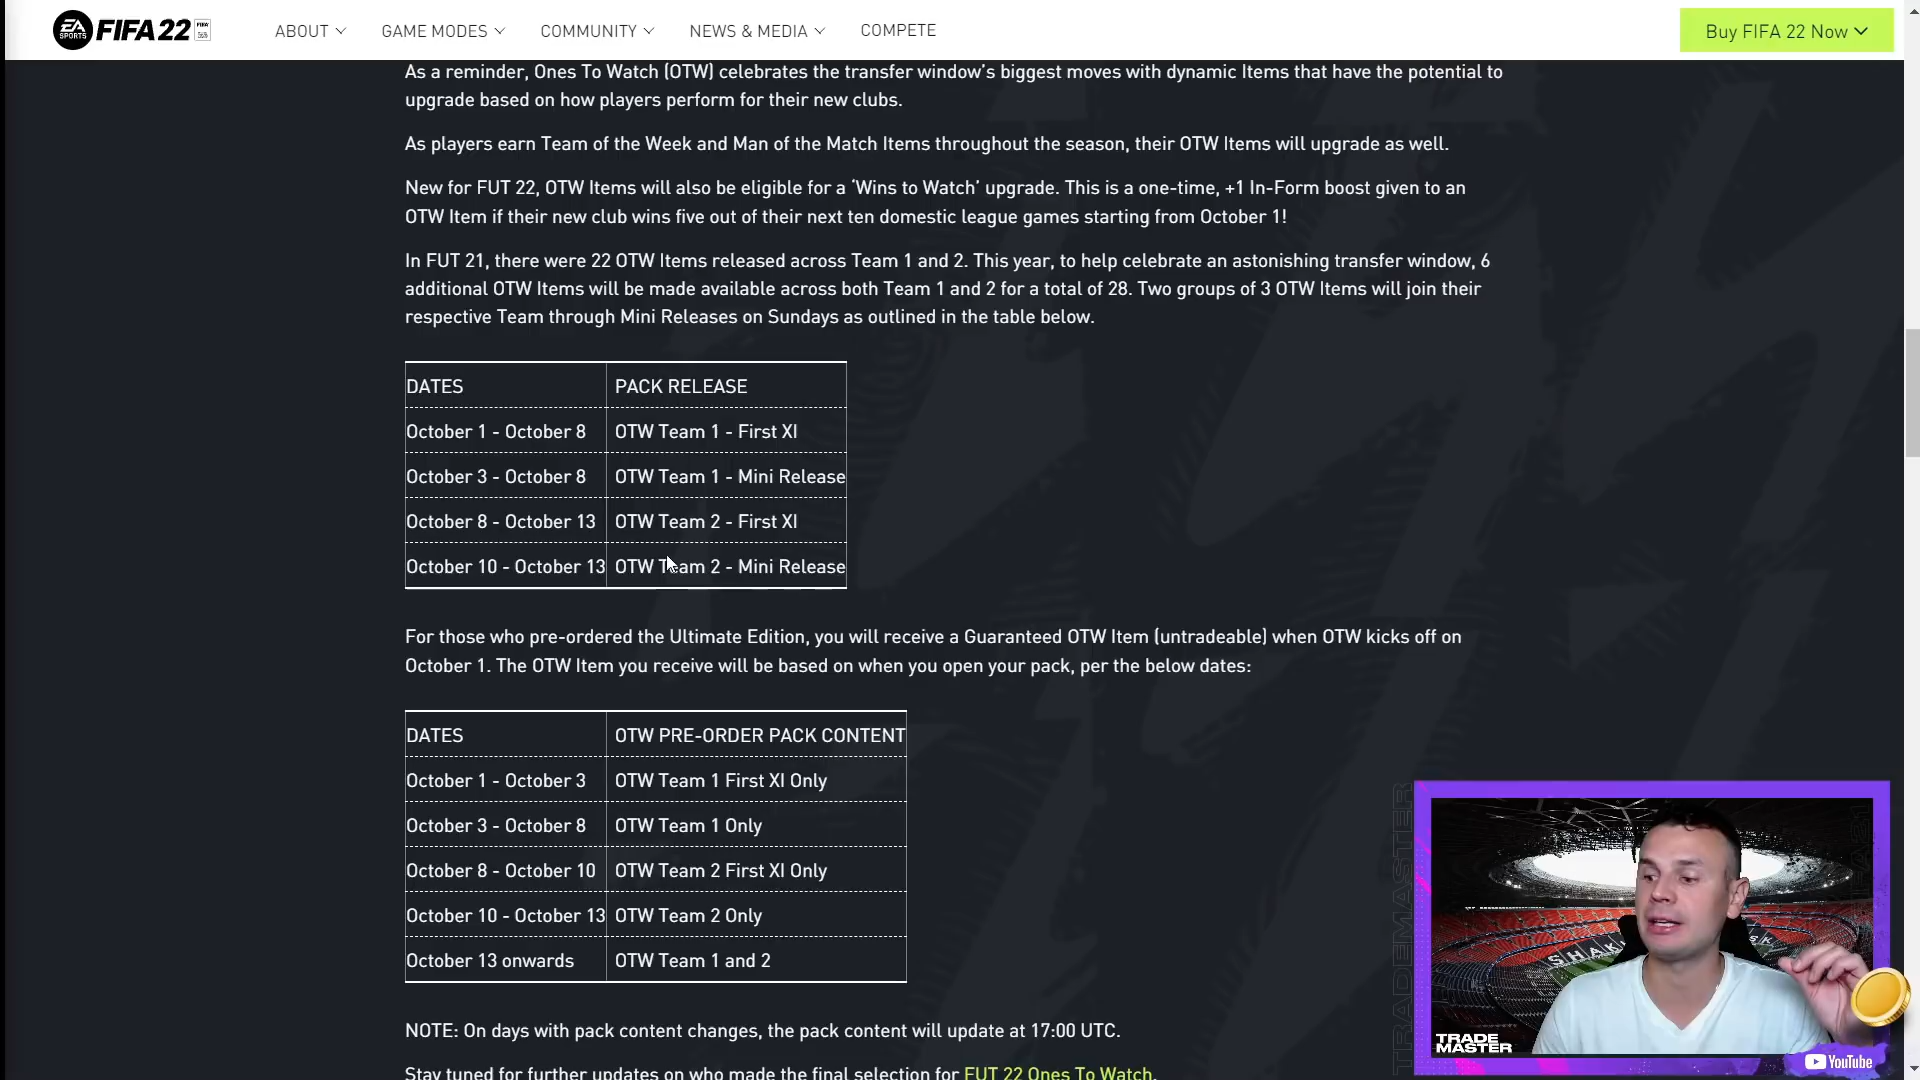 EA SPORTS FIFA 22
ABOUT GAME MODES COMMUNITY NEWS & MEDIA COMPETE Buy FIFA 22 Now
As a reminder, Ones To Watch (OTW) celebrates the transfer window's biggest moves with dynamic Items that have the potential to
upgrade based on how players perform for their new clubs.
As players earn Team of the Week and Man of the Match Items throughout the season, their OTW Items will upgrade as well.
New for FUT 22, OTW Items will also be eligible for a ‘Wins to Watch’ upgrade. This is a one-time, +1 In-Form boost given to an
OTW Item if their new club wins five out of their next ten domestic league games starting from October 1!
In FUT 21, there were 22 OTW Items released across Team 1 and 2. This year, to help celebrate an astonishing transfer window, 6
additional OTW Items will be made available across both Team 1 and 2 for a total of 28. Two groups of 3 OTW Items will join their
respective Team through Mini Releases on Sundays as outlined in the table below.
DATES PACK RELEASE
October 1 - October 8 OTW Team 1 - First XI
October 3 - October 8 OTW Team 1 - Mini Release
October 8 - October 13 OTW Team 2 - First XI
October 10 - October 13 OTW Team 2 - Mini Release
For those who pre-ordered the Ultimate Edition, you will receive a Guaranteed OTW Item (untradeable) when OTW kicks off on
October 1. The OTW Item you receive will be based on when you open your pack, per the below dates:
DATES OTW PRE-ORDER PACK CONTENT
October 1 - October 3 OTW Team 1 First XI Only
October 3 - October 8 OTW Team 1 Only
October 8 - October 10 OTW Team 2 First XI Only
October 10 - October 13 OTW Team 2 Only
October 13 onwards OTW Team 1 and 2
NOTE: On days with pack content changes, the pack content will update at 17:00 UTC.
Stay tuned for further updates on who made the final selection for FUT 22 Ones To Watch.
TRADEMASTER
SHAK
SK
TRADE
MASTER
YouTube